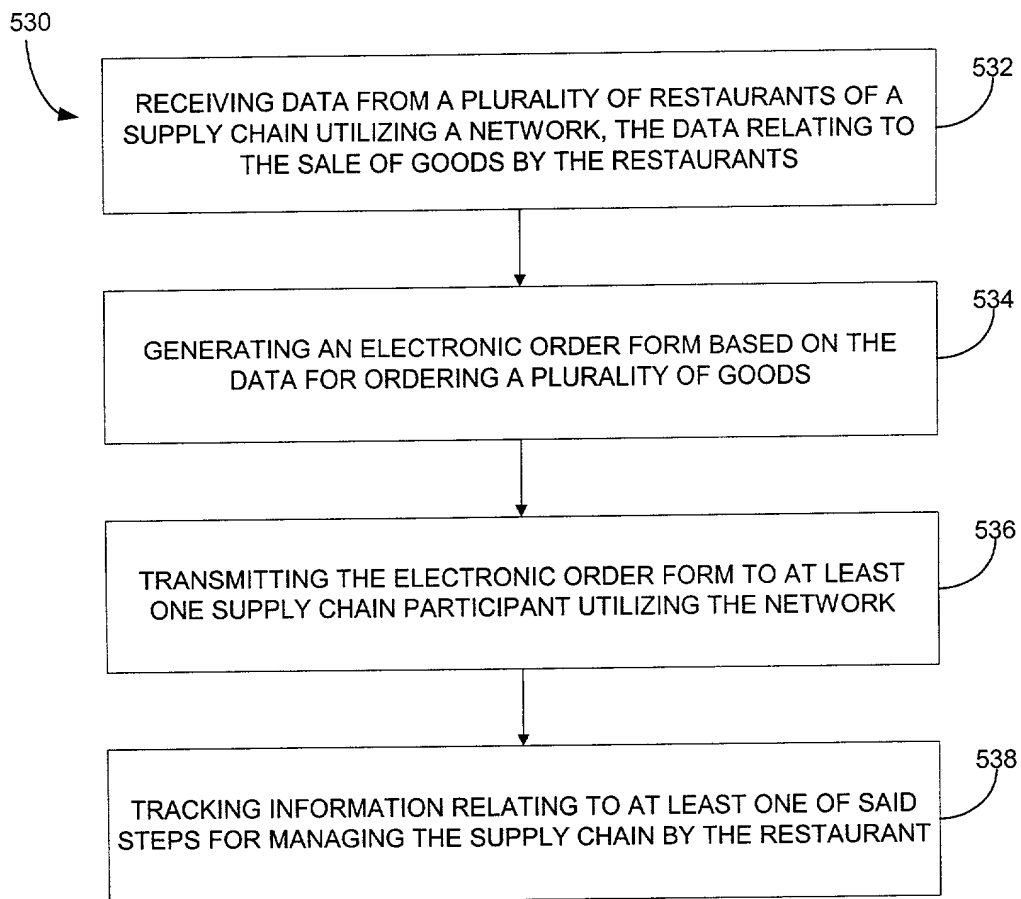 530
532
RECEIVING DATA FROM A PLURALITY OF RESTAURANTS OF A
SUPPLY CHAIN UTILIZING A NETWORK, THE DATA RELATING TO
THE SALE OF GOODS BY THE RESTAURANTS
534
GENERATING AN ELECTRONIC ORDER FORM BASED ON THE
DATA FOR ORDERING A PLURALITY OF GOODS
536
TRANSMITTING THE ELECTRONIC ORDER FORM TO AT LEAST
ONE SUPPLY CHAIN PARTICIPANT UTILIZING THE NETWORK
538
TRACKING INFORMATION RELATING TO AT LEAST ONE OF SAID
STEPS FOR MANAGING THE SUPPLY CHAIN BY THE RESTAURANT